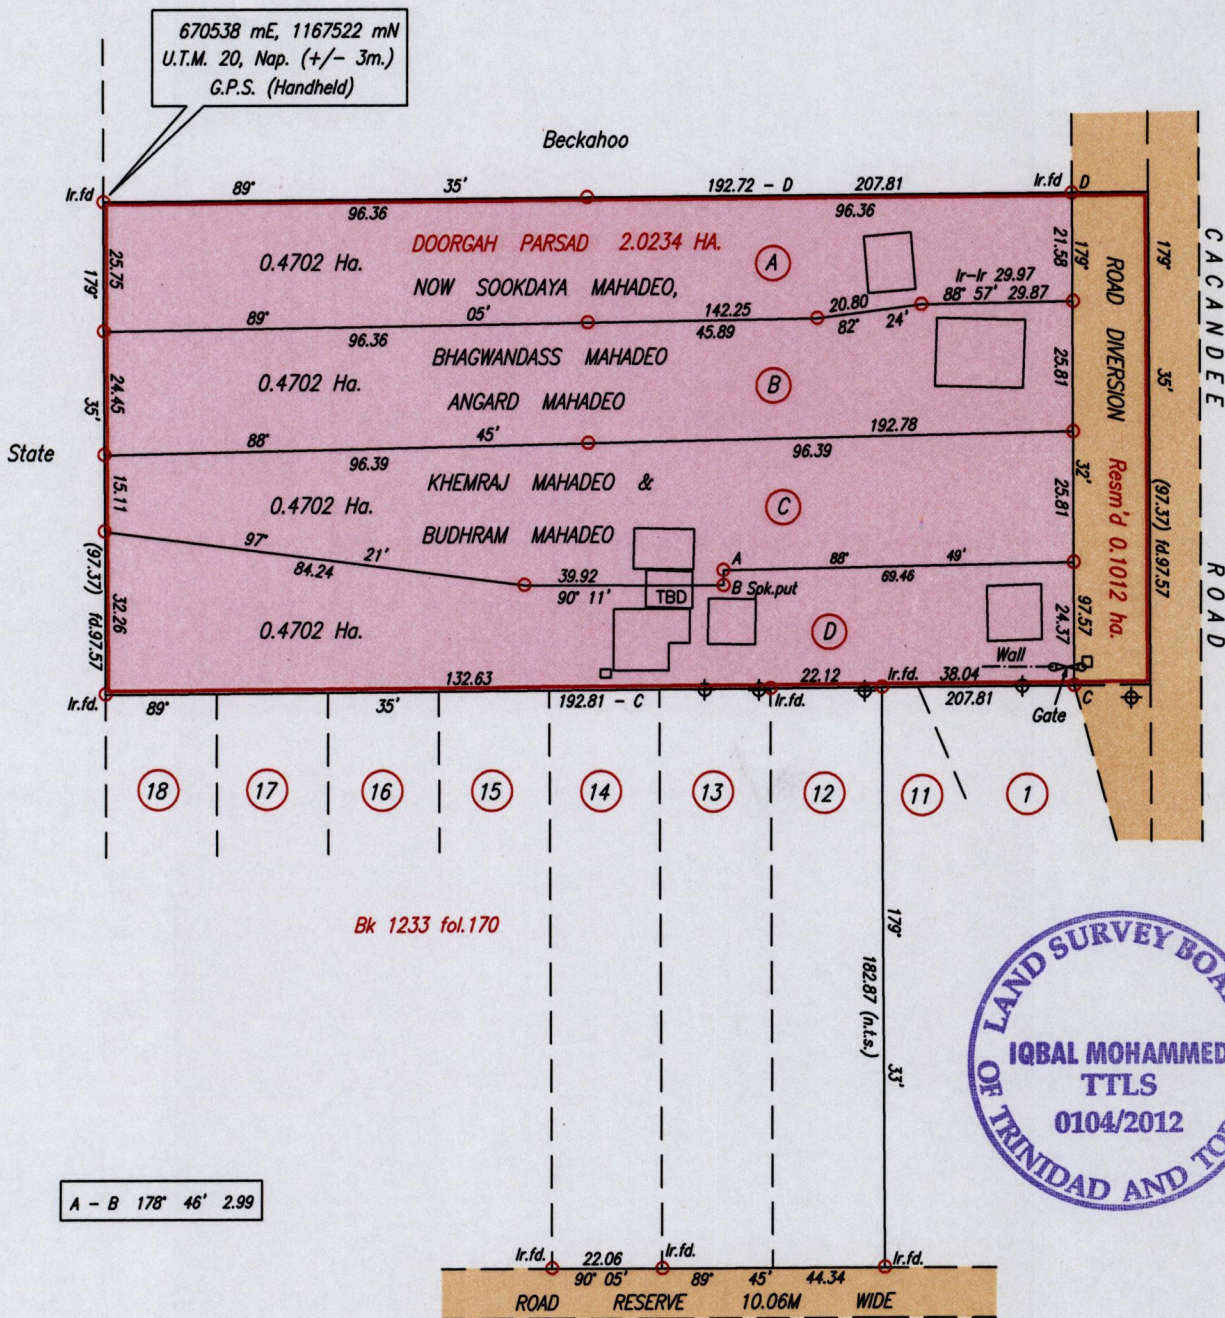 670538 mE, 1167522 mN
U.T.M. 20, Nap. (+/- 3m.)
G.P.S. (Handheld)
Beckahoo
Ir.fd 89° 35' 192.72 - D 207.81 Ir.fd D
96.36 96.36
25.75
179°
24.45
35'
15.11
(97.37) fd.97.57
32.26
State
DOORGAH PARSAD 2.0234 HA.
0.4702 Ha.
A
NOW SOOKDAYA MAHADEO,
Ir-Ir 29.97
88° 57' 29.87
89° 05' 142.25 20.80
96.36 45.89 82° 24'
BHAGWANDASS MAHADEO
0.4702 Ha.
B
ANGARD MAHADEO
88° 45' 192.78
96.39 96.39
KHEMRAJ MAHADEO &
0.4702 Ha.
C
BUDHRAM MAHADEO
97° 21'
84.24
39.92
90° 11'
A
88° 49'
69.46
B Spk.put
TBD
0.4702 Ha.
D
Wall
Gate
21.58
179°
25.81
32'
25.81
97.57
24.37
ROAD DIVERSION Resm'd 0.1012 ha.
179° 35' (97.37) fd.97.57
CACANDEE ROAD
132.63 22.12 Ir.fd. 38.04
Ir.fd. 89° 35' 192.81 - C Ir.fd. 207.81 C
18 17 16 15 14 13 12 11 1
Bk 1233 fol.170
179° 33'
182.87 (n.t.s.)
LAND SURVEY BOA
OF TRINIDAD AND TO
IQBAL MOHAMMED
TTLS
0104/2012
A - B 178° 46' 2.99
Ir.fd. 22.06 Ir.fd. Ir.fd.
90° 05' 89° 45' 44.34
ROAD RESERVE 10.06M WIDE